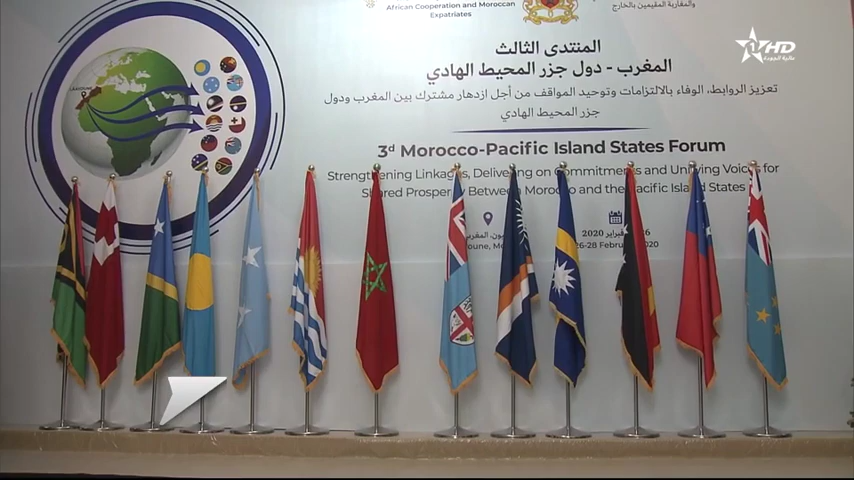 African Cooperation and Moroccan
Expatriates
والمغاربة المقيمين بالخارج
HD
عالية الجودة
LAAYOUNE
المنتدى الثالث
المغرب - دول جزر المحيط الهادي
تعزيز الروابط، الوفاء بالالتزامات وتوحيد المواقف من أجل ازدهار مشترك بين المغرب ودول
جزر المحيط الهادي
3d Morocco-Pacific Island States Forum
Strengthening Linkages, Delivering on Commitments and Unifying Voices for
Shared Prosperity Between Morocco and the Pacific Island States
فبراير 2020
26-28 2020